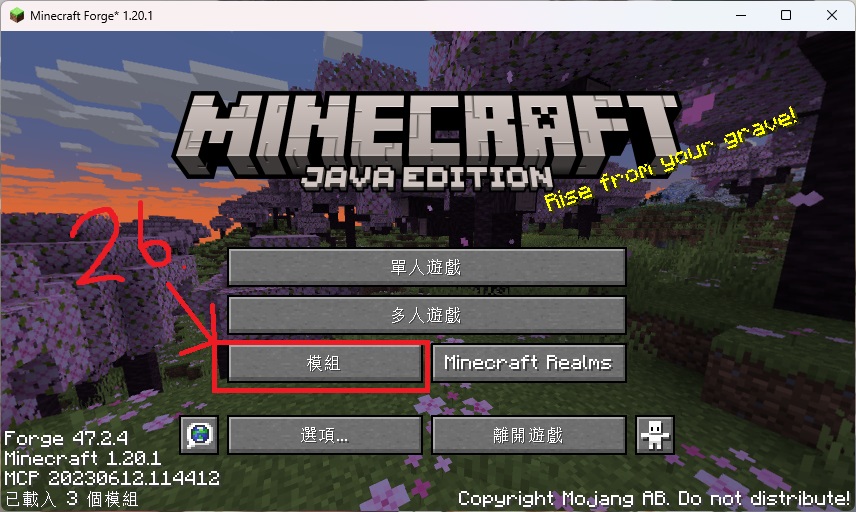 Minecraft Forge* 1.20.1
MINECRAFT
JAVA EDITION
Rise from your grave!
26.
單人遊戲
多人遊戲
模組
Minecraft Realms
選項...
離開遊戲
Forge 47.2.4
Minecraft 1.20.1
MCP 20230612.114412
已載入 3 個模組
Copyright Mojang AB. Do not distribute!